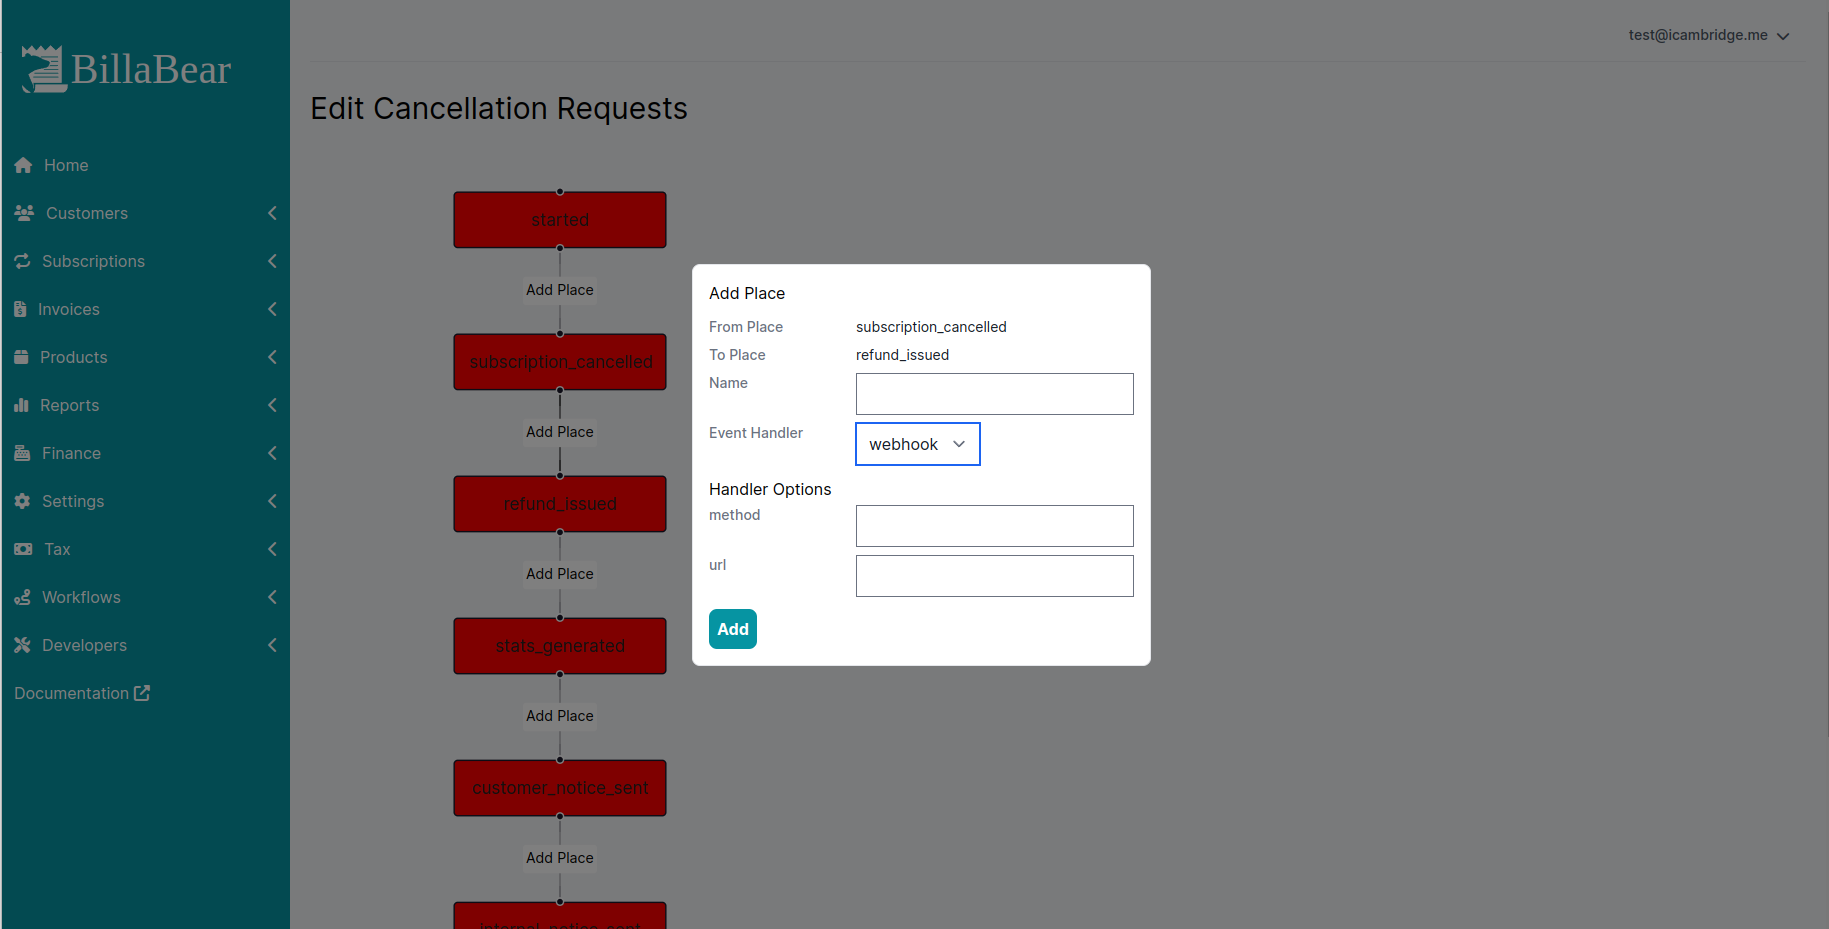 BillaBear
test@icambridge.me
Edit Cancellation Requests
Home
Customers
Subscriptions
Invoices
Products
Reports
Finance
Settings
Tax
Workflows
Developers
Documentation
started
Add Place
subscription_cancelled
Add Place
refund_issued
Add Place
stats_generated
Add Place
customer_notice_sent
Add Place
internal_notice_sent
Add Place
From Place subscription_cancelled
To Place refund_issued
Name
Event Handler webhook
Handler Options
method
url
Add